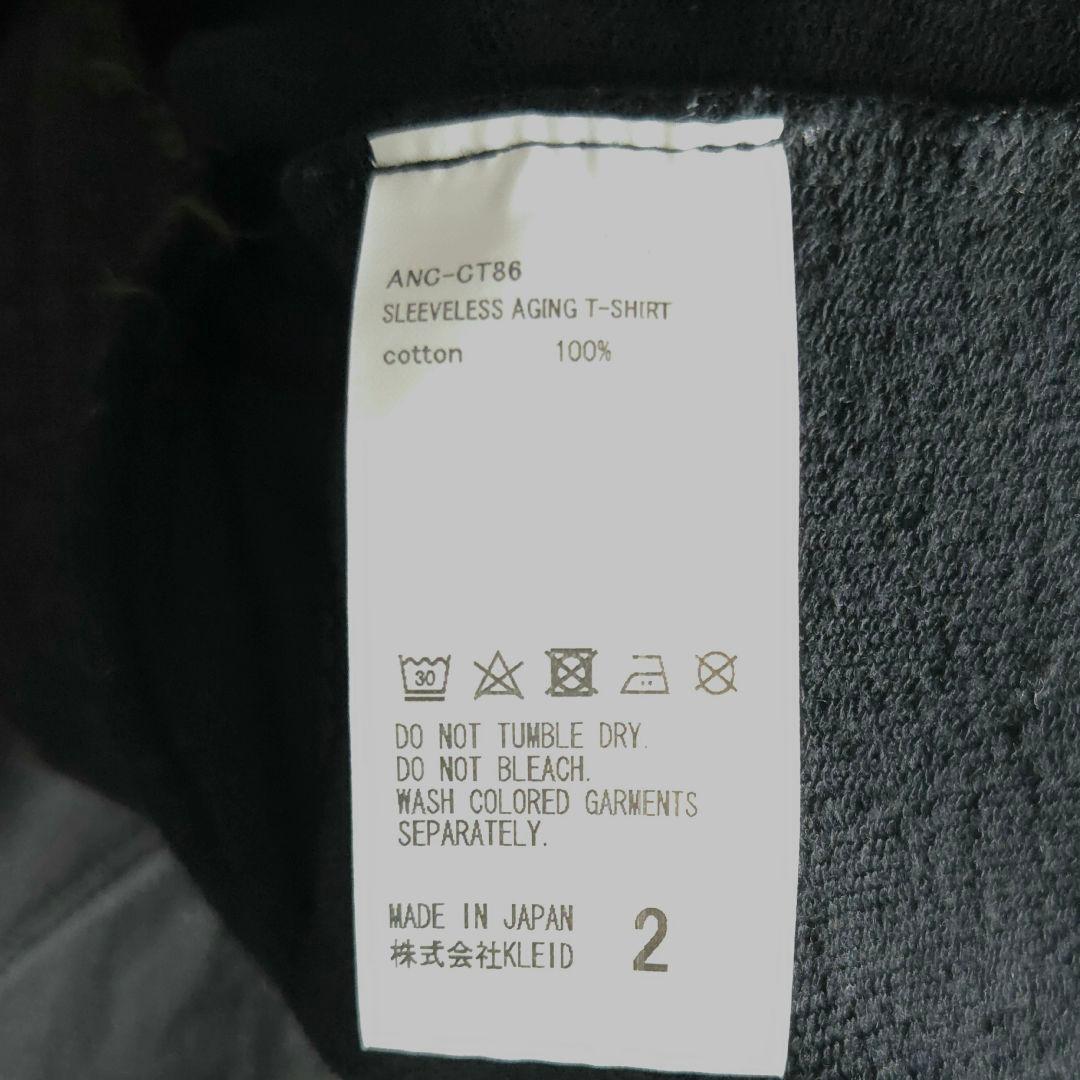 ANC-CT86
SLEEVELESS AGING T-SHIRT
cotton 100%
30
DO NOT TUMBLE DRY.
DO NOT BLEACH.
WASH COLORED GARMENTS
SEPARATELY.
MADE IN JAPAN
株式会社KLEID
2